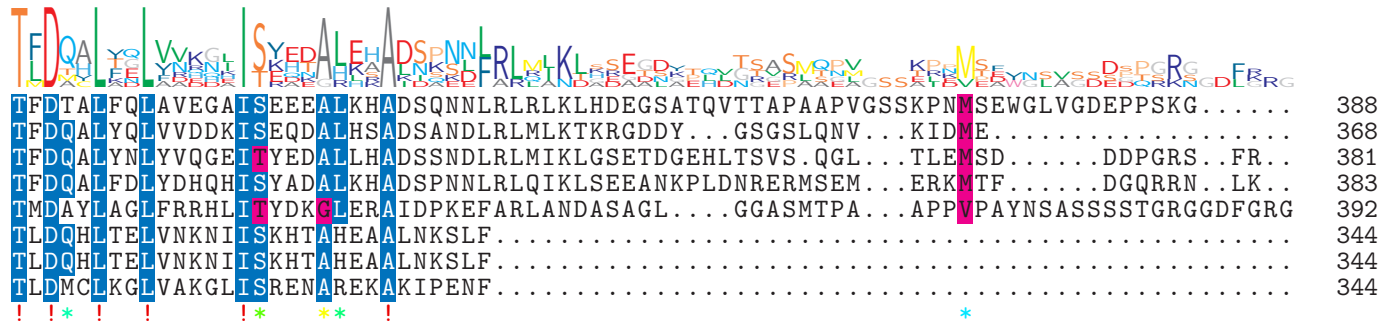 TFDTALFQLAVEGAISEEEALKHADSQNNLRLRLKLHDEGSATQVTTAPAAPVGSSKPNMSEWGLVGDEPPSKG...... 388
TFDQALYQLVVDDKISEQDALHSADSANDLRLMLKTKRGDDY...GSGSLQNV...KIDME................... 368
TFDQALYNLYVQGEITYEDALLHADSSNDLRLMIKLGSETDGEHLTSVS.QGL...TLEMSD......DDPGRS..FR.. 381
TFDQALFDLYDHQHISYADALKHADSPNNLRLQIKLSEEANKPLDNRERMSEM...ERKMTF......DGQRRN..LK.. 383
TMDAYLAGLFRRHLITYDKGLERAIDPKEFARLANDASAGL....GGASMTPA...APPVPAYNSASSSSTGRGGDFGRG 392
TLDQHLTELVNKNIISKHTAHEAALNKSLF.................................................. 344
TLDQHLTELVNKNIISKHTAHEAALNKSLF.................................................. 344
TLDMCLKGLVAKGLISRENAREKAKIPENF.................................................. 344
! ! * ! ! ! * * * ! *